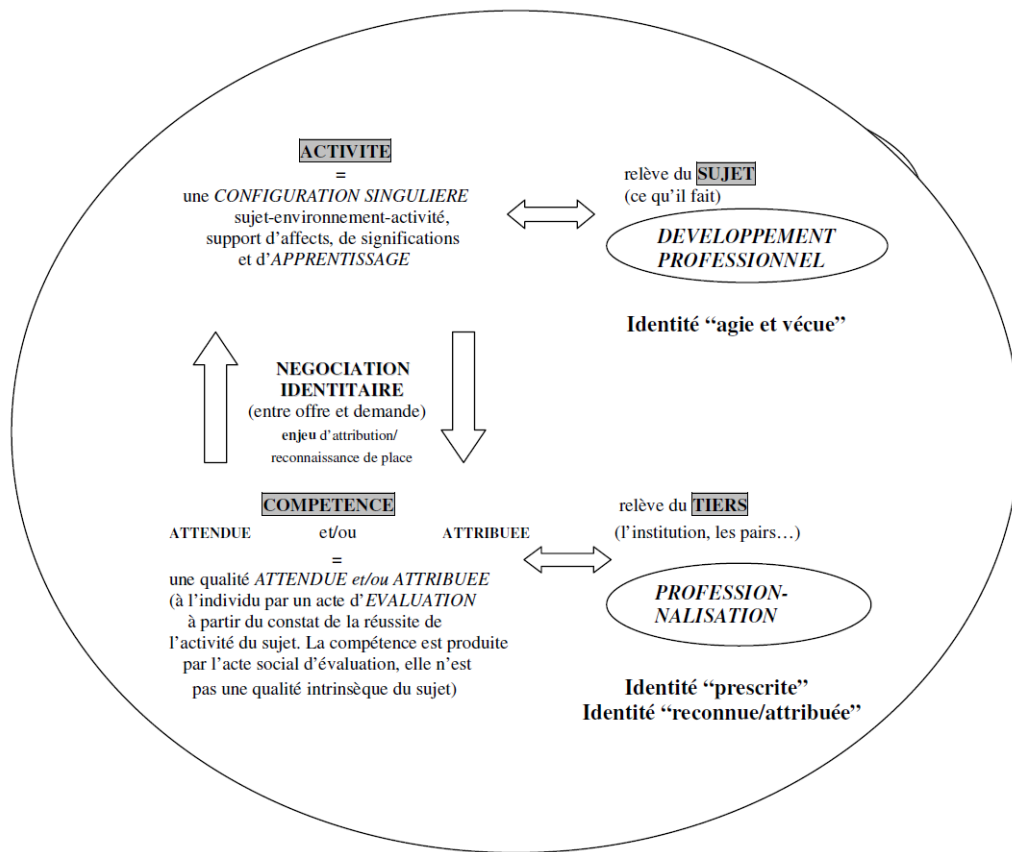 ACTIVITE
=
une CONFIGURATION SINGULIERE
sujet-environnement-activité,
support d'affects, de significations
et d'APPRENTISSAGE
relève du SUJET
(ce qu'il fait)
DEVELOPPEMENT
PROFESSIONNEL
Identité “agie et vécue”
NEGOCIATION
IDENTITAIRE
(entre offre et demande)
enjeu d'attribution/
reconnaissance de place
COMPETENCE
ATTENDUE et/ou ATTRIBUEE
=
une qualité ATTENDUE et/ou ATTRIBUEE
(à l'individu par un acte d'EVALUATION
à partir du constat de la réussite de
l'activité du sujet. La compétence est produite
par l'acte social d'évaluation, elle n'est
pas une qualité intrinsèque du sujet)
relève du TIERS
(l'institution, les pairs…)
PROFESSION-
NALISATION
Identité “prescrite”
Identité “reconnue/attribuée”